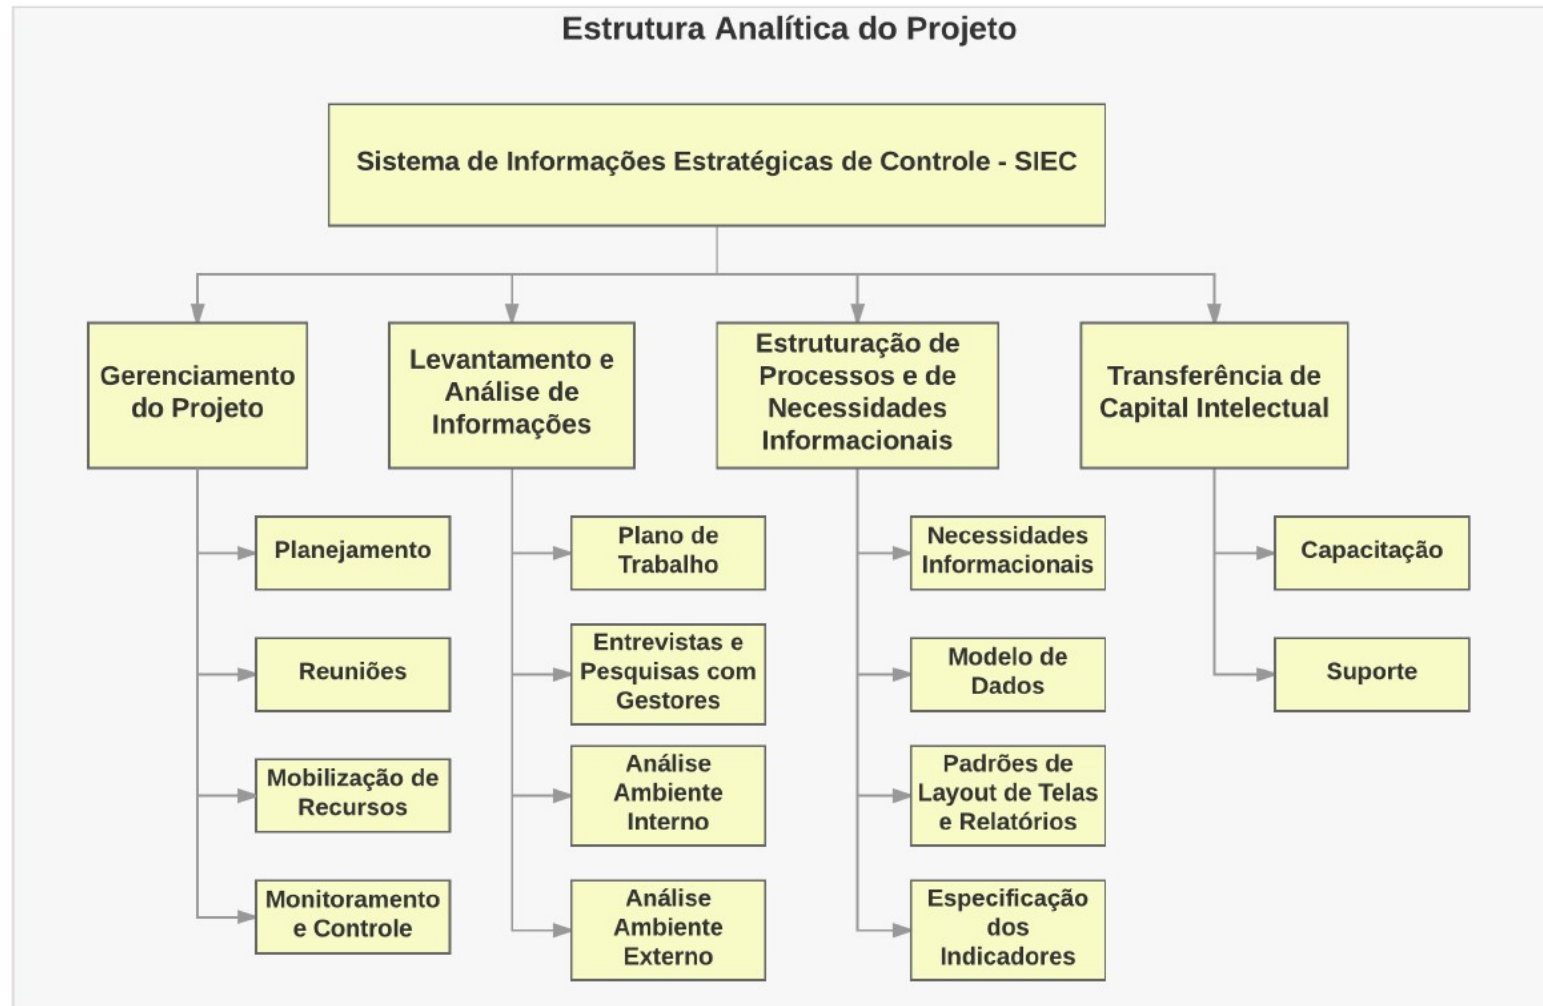 Estrutura Analítica do Projeto
Sistema de Informações Estratégicas de Controle - SIEC
Gerenciamento
do Projeto
Levantamento e
Análise de
Informações
Estruturação de
Processos e de
Necessidades
Informacionais
Transferência de
Capital Intelectual
Planejamento
Reuniões
Mobilização de
Recursos
Monitoramento
e Controle
Plano de
Trabalho
Entrevistas e
Pesquisas com
Gestores
Análise
Ambiente
Interno
Análise
Ambiente
Externo
Necessidades
Informacionais
Modelo de
Dados
Padrões de
Layout de Telas
e Relatórios
Especificação
dos
Indicadores
Capacitação
Suporte